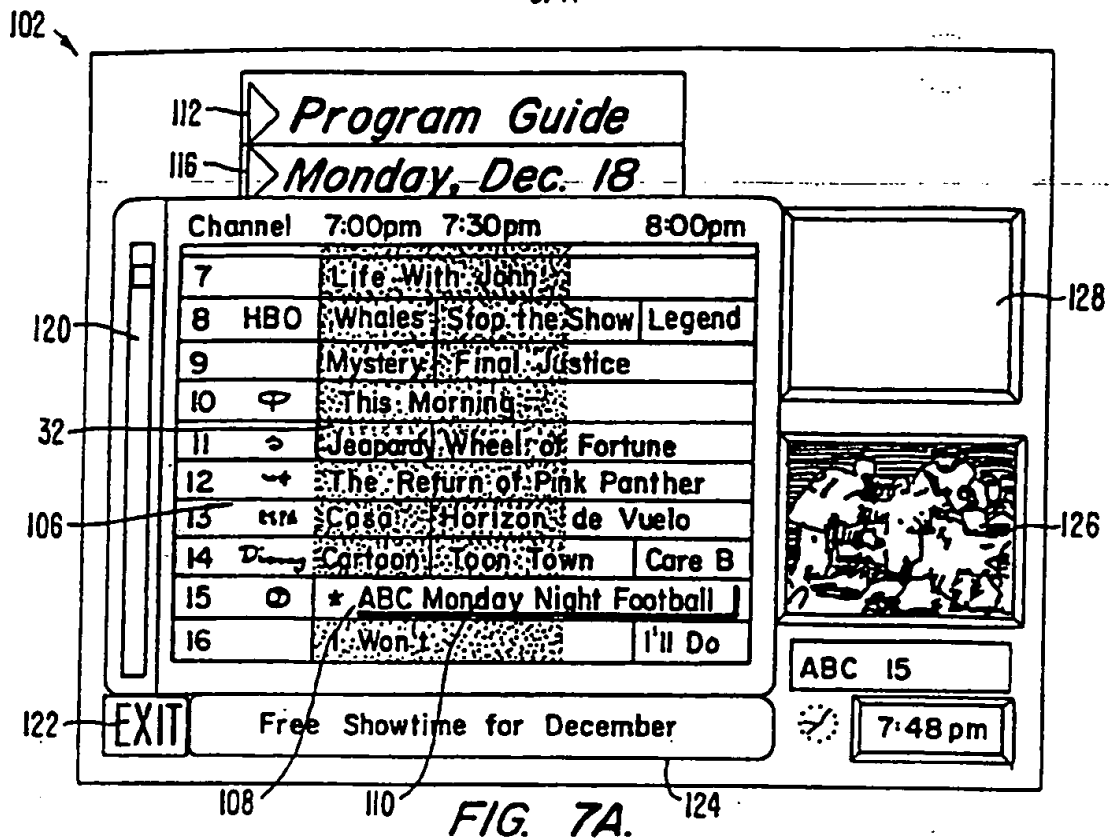 102
112 Program Guide
116 Monday, Dec. 18
Channel 7:00pm 7:30pm 8:00pm
7 Life With John
8 HBO Whales Stop the Show Legend
128
120
9 Mystery Final Justice
10 This Morning
32
11 Jeopardy Wheel of Fortune
12 The Return of Pink Panther
106
13 Casa Horizon de Vuelo
126
14 Disney Cartoon Toon Town Care B
15 * ABC Monday Night Football
16 I Won't I'll Do
ABC 15
122 EXIT Free Showtime for December 7:48pm
108 110 124
FIG. 7A.